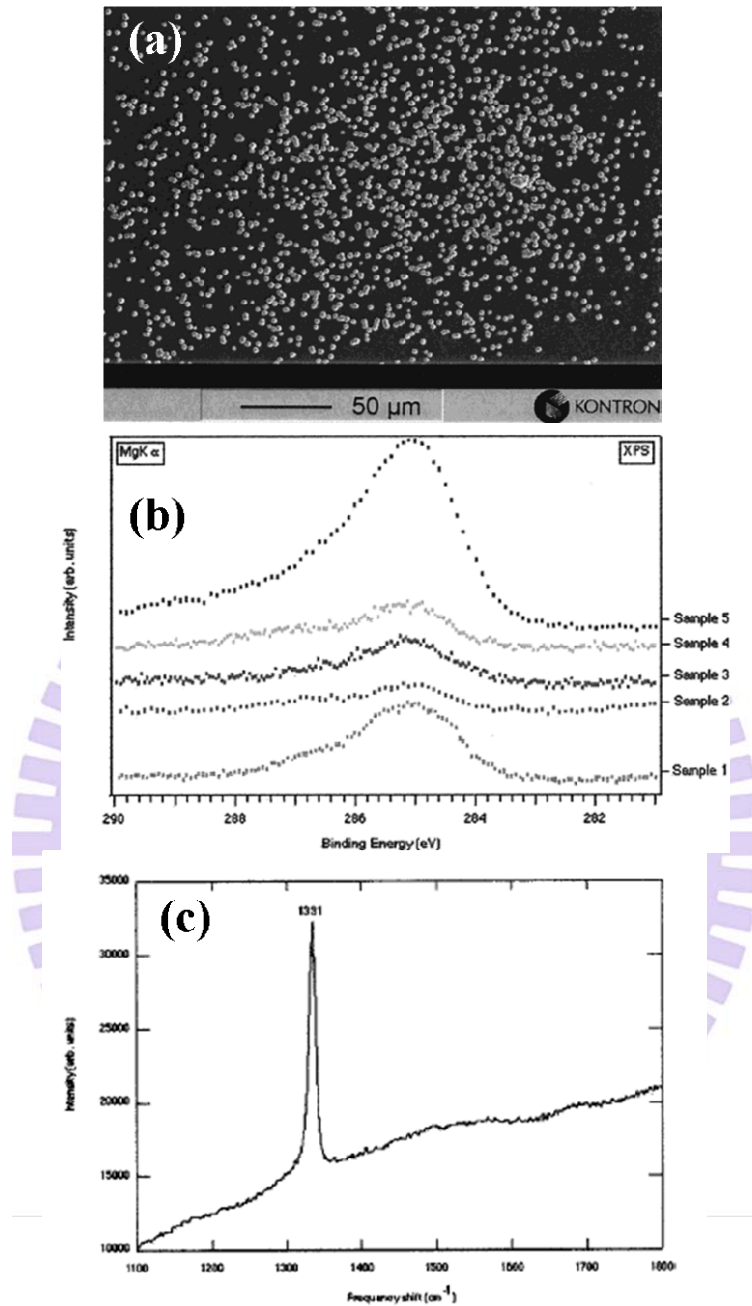 (a)
50 µm
KONTRON
MgK α
XPS
(b)
Intensity (arb. units)
Sample 5
Sample 4
Sample 3
Sample 2
Sample 1
290 288 286 284 282
Binding Energy (eV)
(c)
1331
Intensity (arb. units)
35000
30000
25000
20000
15000
10000
1100 1200 1300 1400 1500 1600 1700 1800
Frequency shift (cm-1)